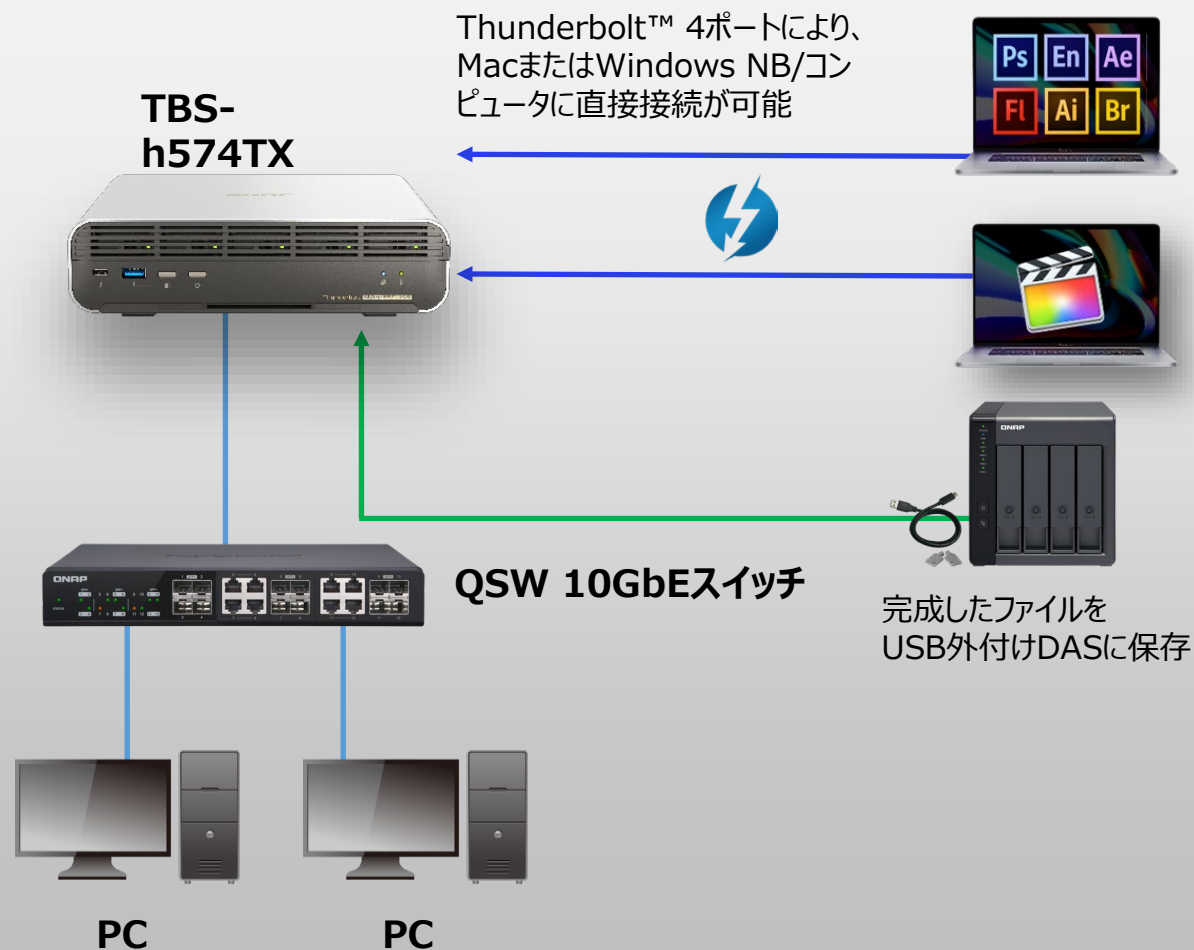 Thunderbolt™ 4ポートにより、
MacまたはWindows NB/コン
ピュータに直接接続が可能
TBS-
h574TX
Ps En Ae
Fl Ai Br
Thunderbolt
QNAP
QNAP
QSW 10GbEスイッチ
完成したファイルを
USB外付けDASに保存
PC
PC